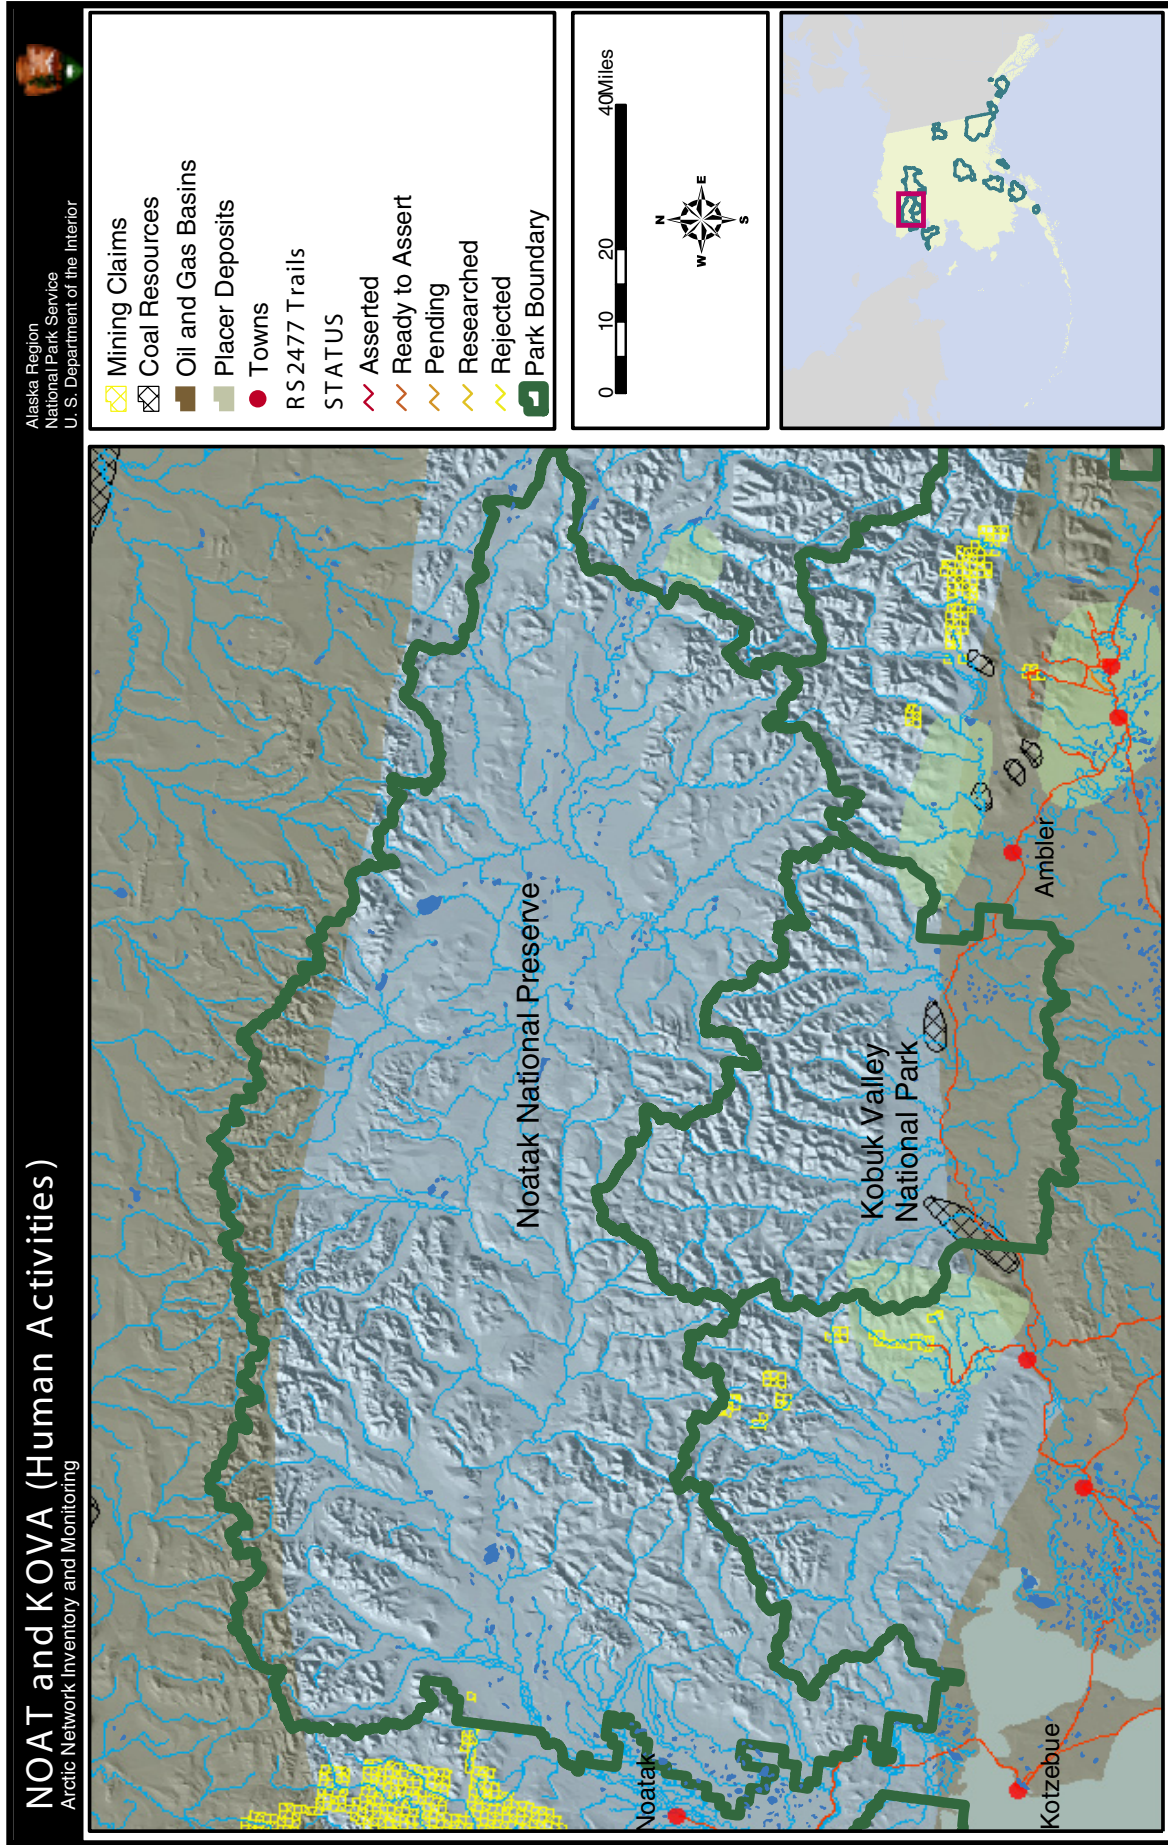 NOAT and KOVA (Human Activities)
Arctic Network Inventory and Monitoring
Alaska Region
National Park Service
U. S. Department of the Interior
Noatak National Preserve
Kobuk Valley
National Park
Noatak
Kotzebue
Ambler
Mining Claims
Coal Resources
Oil and Gas Basins
Placer Deposits
Towns
RS2477 Trails
STATUS
Asserted
Ready to Assert
Pending
Researched
Rejected
Park Boundary
0 10 20 40Miles
N
W E
S